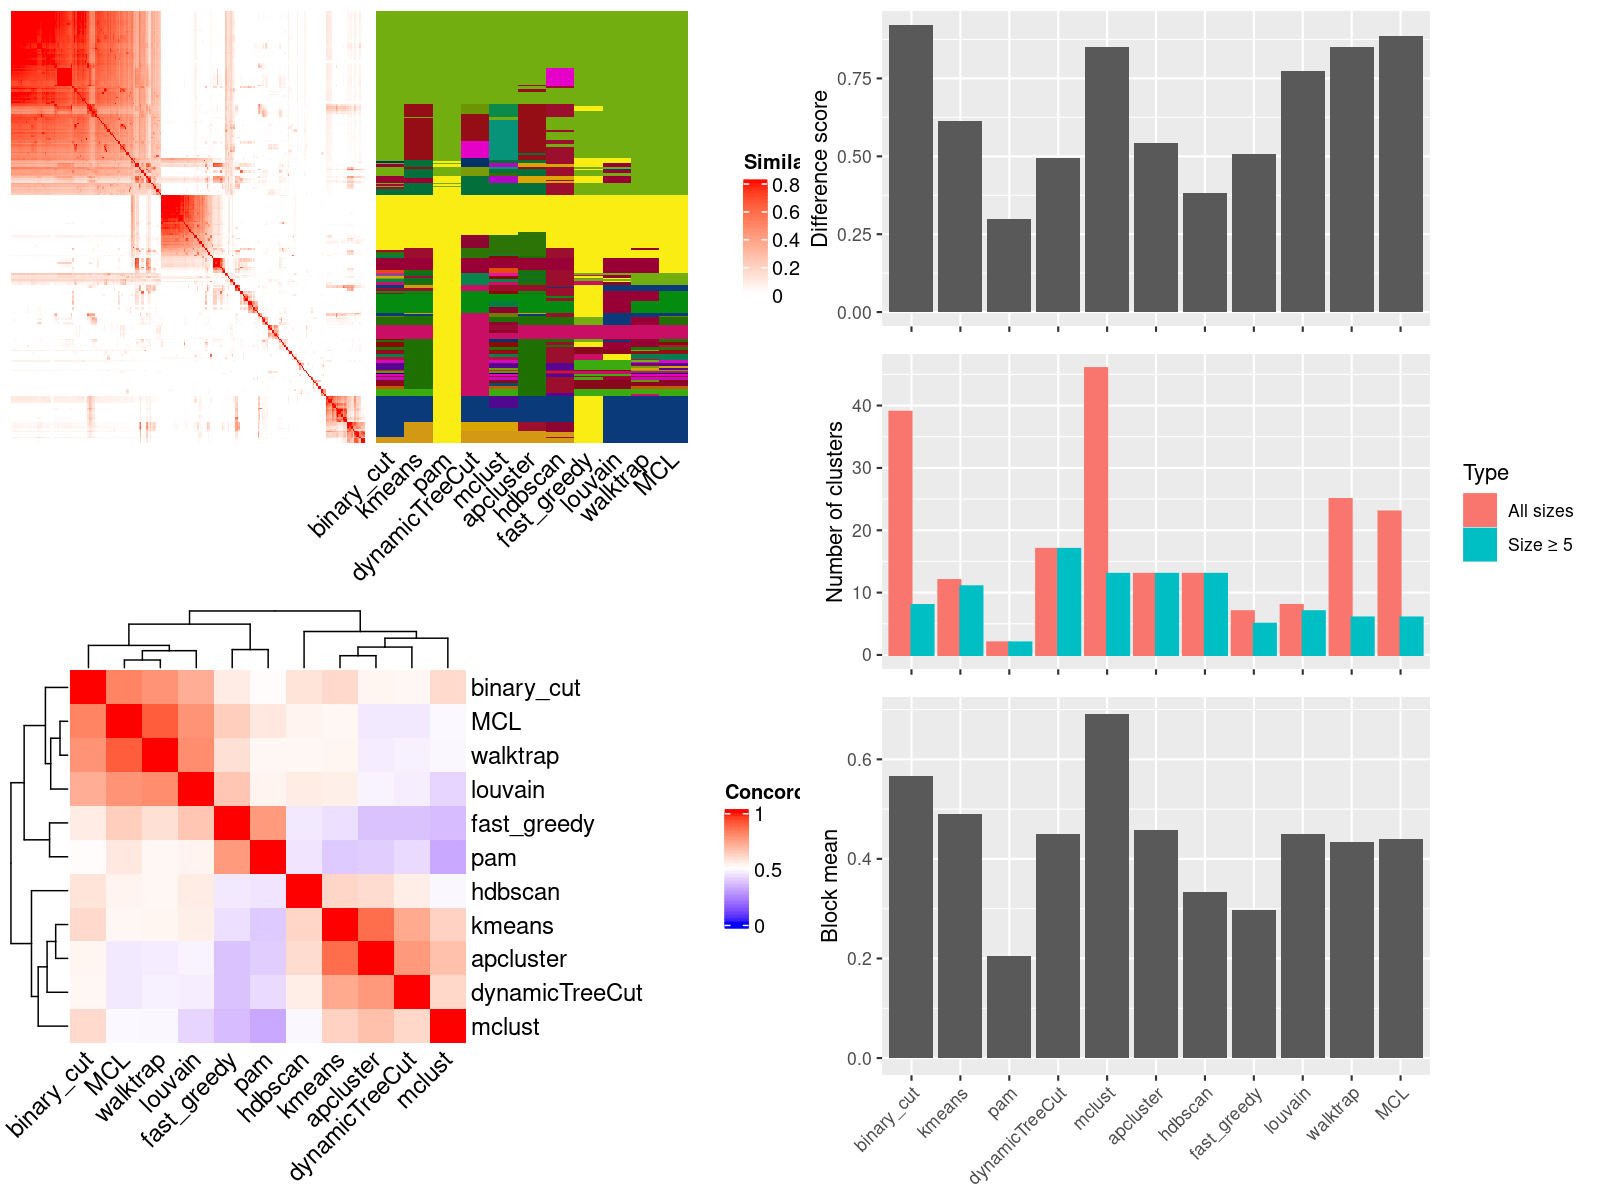 Simila
0.8
0.6
0.4
0.2
0
binary_cut
kmeans
pam
dynamicTreeCut
mclust
apcluster
hdbscan
fast_greedy
louvain
walktrap
MCL
Difference score
0.75
0.50
0.25
0.00
Number of clusters
40
30
20
10
0
Type
All sizes
Size ≥ 5
binary_cut
MCL
walktrap
louvain
fast_greedy
pam
hdbscan
kmeans
apcluster
dynamicTreeCut
mclust
binary_cut
MCL
walktrap
louvain
fast_greedy
pam
hdbscan
kmeans
apcluster
dynamicTreeCut
mclust
Concord
1
0.5
0
Block mean
0.6
0.4
0.2
0.0
binary_cut
kmeans
pam
dynamicTreeCut
mclust
apcluster
hdbscan
fast_greedy
louvain
walktrap
MCL